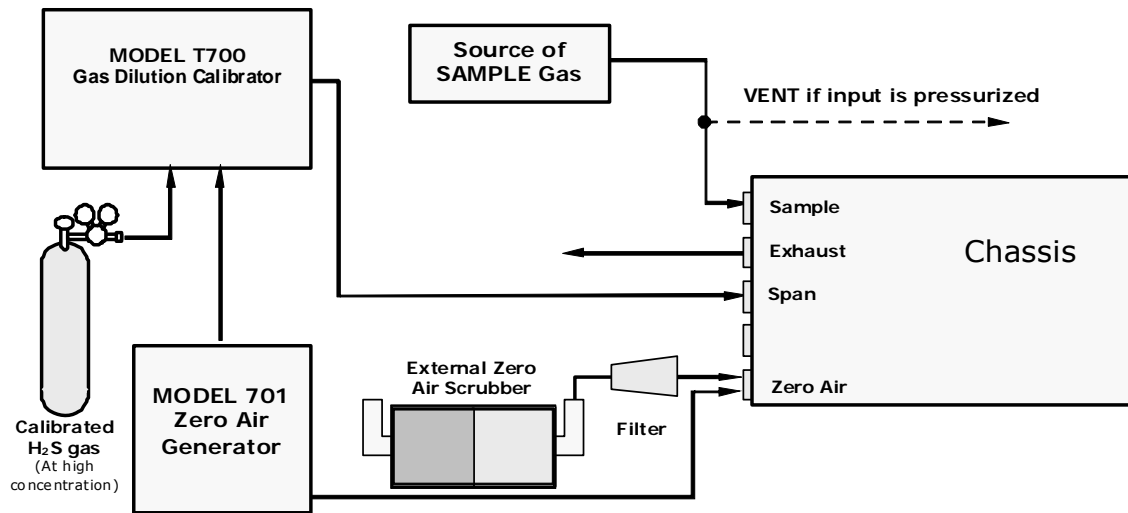 MODEL T700
Gas Dilution Calibrator
Source of
SAMPLE Gas
VENT if input is pressurized
Sample
Exhaust
Span
Zero Air
Chassis
External Zero
Air Scrubber
Filter
MODEL 701
Zero Air
Generator
Calibrated
H₂S gas
(At high
concentration)